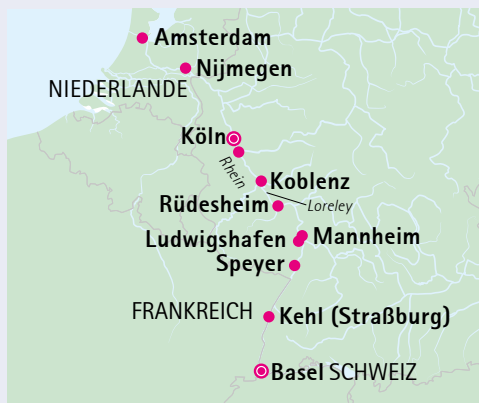 Amsterdam
Nijmegen
NIEDERLANDE
Köln
Rhein
Koblenz
Rüdesheim
Loreley
Ludwigshafen
Mannheim
Speyer
FRANKREICH
Kehl (Straßburg)
Basel SCHWEIZ